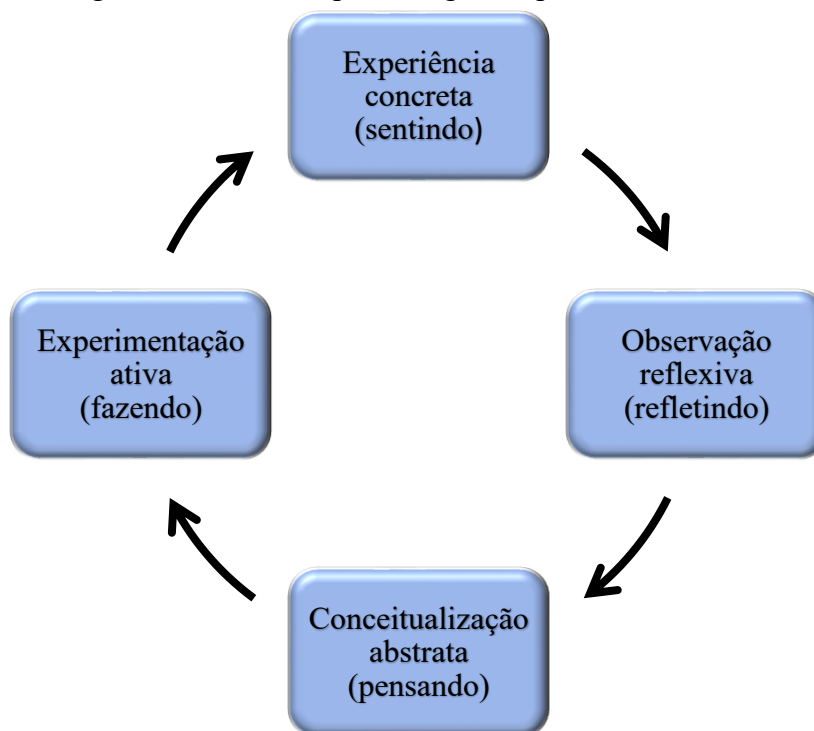 Experiência
concreta
(sentindo)
Experimentação
ativa
(fazendo)
Observação
reflexiva
(refletindo)
Conceitualização
abstrata
(pensando)